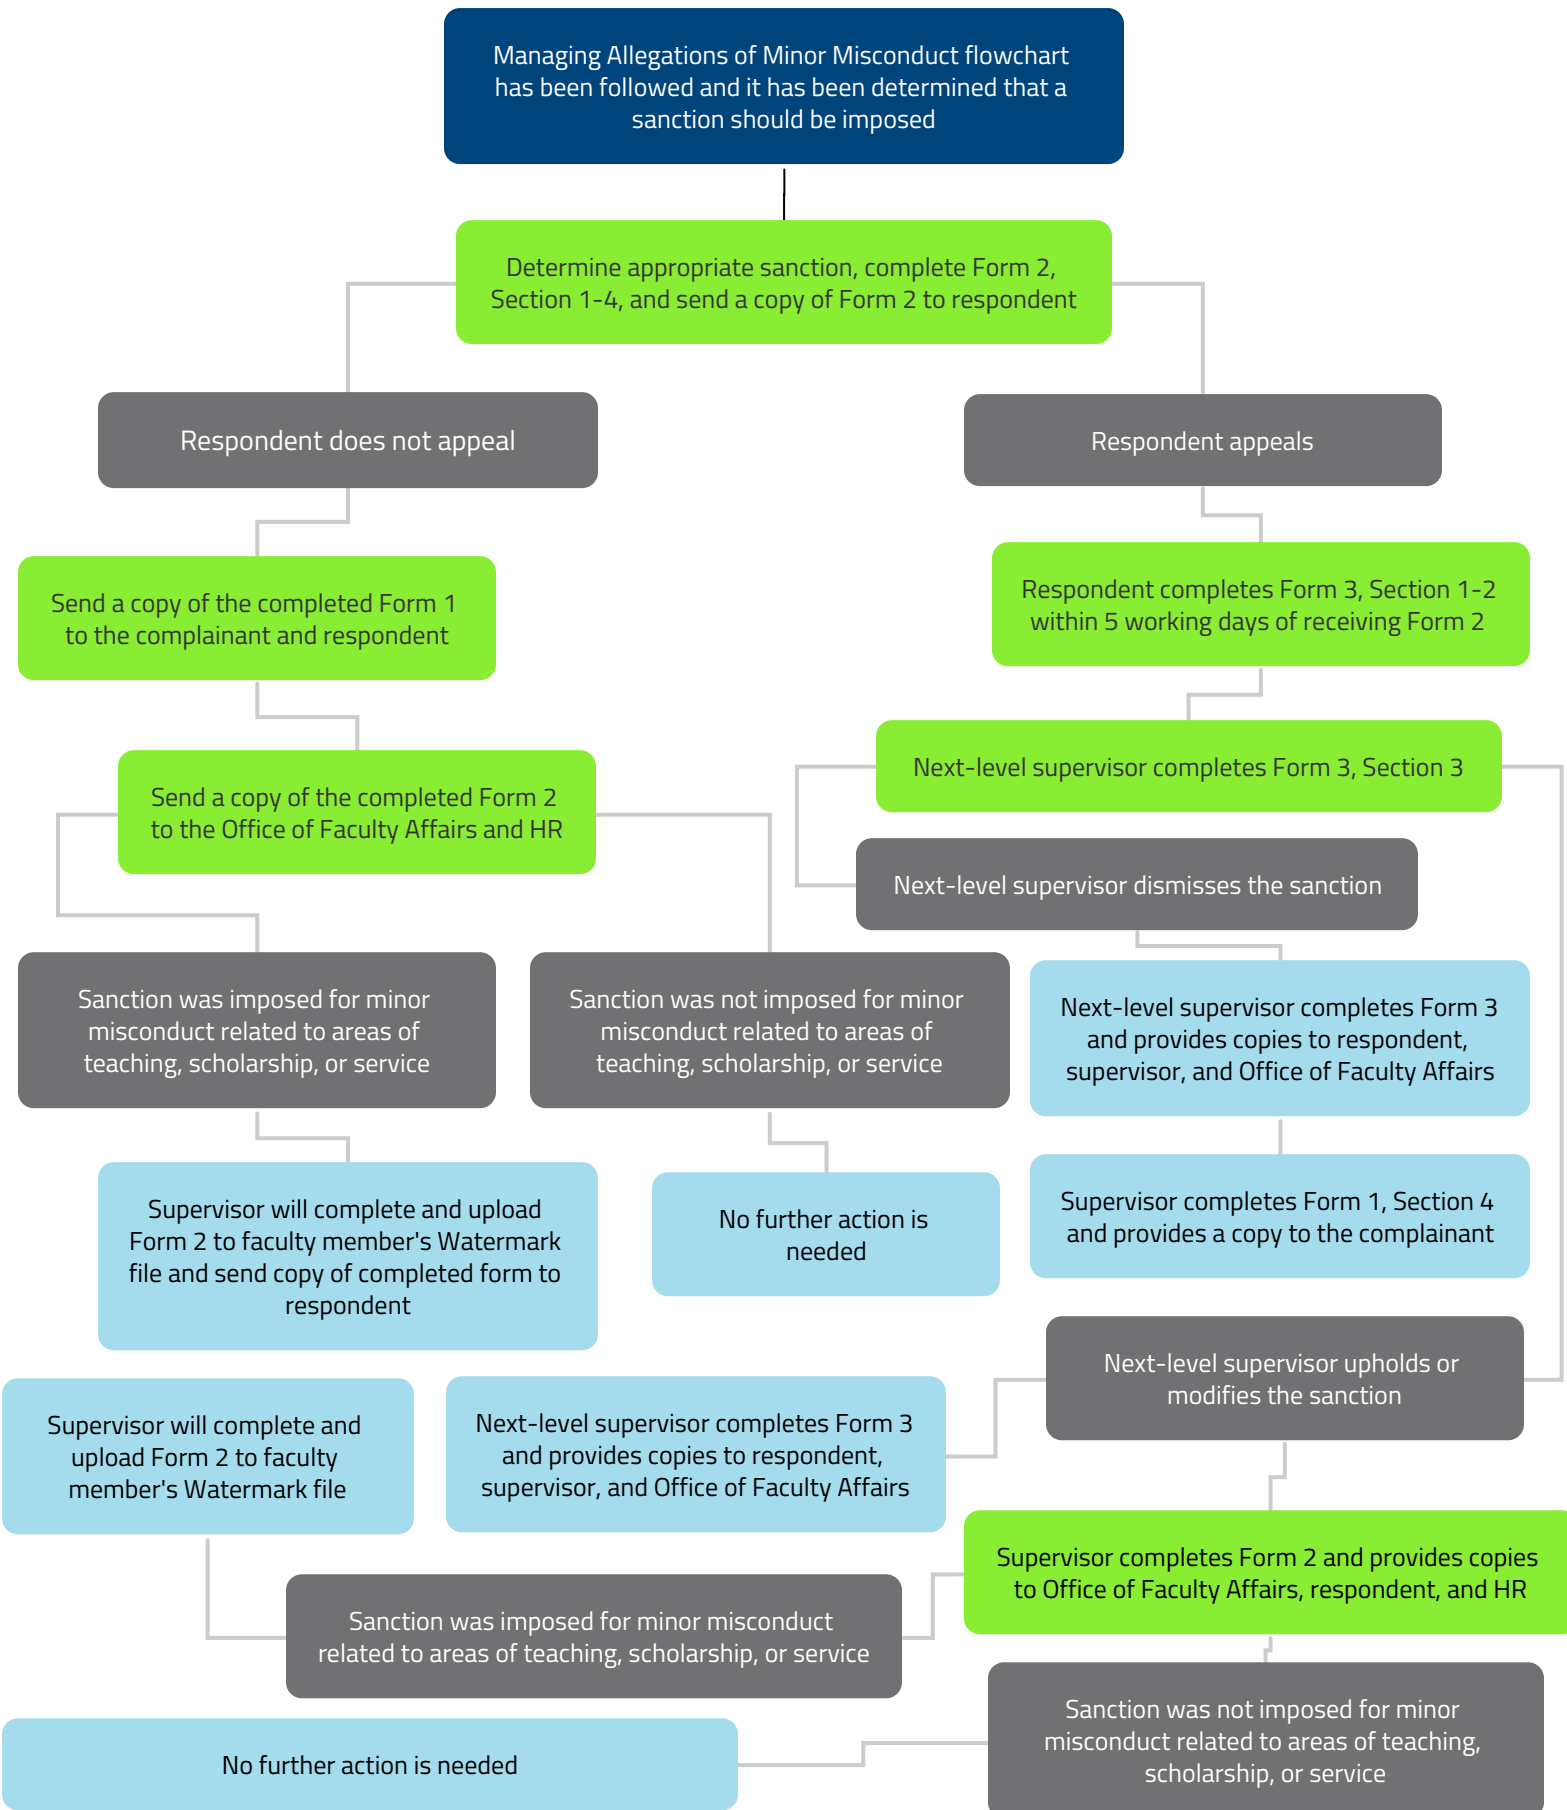 Managing Allegations of Minor Misconduct flowchart
has been followed and it has been determined that a
sanction should be imposed
Determine appropriate sanction, complete Form 2,
Section 1-4, and send a copy of Form 2 to respondent
Respondent does not appeal
Respondent appeals
Send a copy of the completed Form 1
to the complainant and respondent
Respondent completes Form 3, Section 1-2
within 5 working days of receiving Form 2
Send a copy of the completed Form 2
to the Office of Faculty Affairs and HR
Next-level supervisor completes Form 3, Section 3
Next-level supervisor dismisses the sanction
Sanction was imposed for minor
misconduct related to areas of
teaching, scholarship, or service
Sanction was not imposed for minor
misconduct related to areas of
teaching, scholarship, or service
Next-level supervisor completes Form 3
and provides copies to respondent,
supervisor, and Office of Faculty Affairs
Supervisor will complete and upload
Form 2 to faculty member's Watermark
file and send copy of completed form to
respondent
No further action is
needed
Supervisor completes Form 1, Section 4
and provides a copy to the complainant
Next-level supervisor upholds or
modifies the sanction
Supervisor will complete and
upload Form 2 to faculty
member's Watermark file
Next-level supervisor completes Form 3
and provides copies to respondent,
supervisor, and Office of Faculty Affairs
Supervisor completes Form 2 and provides copies
to Office of Faculty Affairs, respondent, and HR
Sanction was imposed for minor misconduct
related to areas of teaching, scholarship, or service
Sanction was not imposed for minor
misconduct related to areas of teaching,
scholarship, or service
No further action is needed